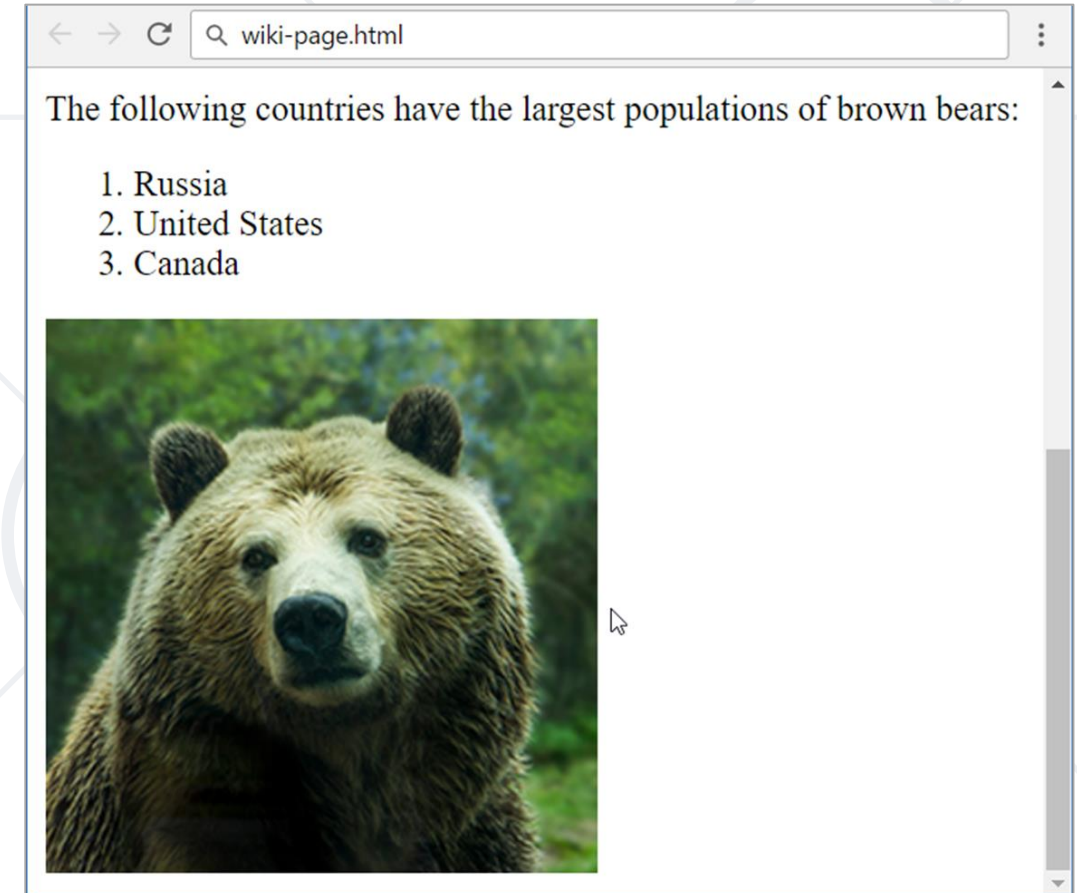 wiki-page.html
The following countries have the largest populations of brown bears:
1. Russia
2. United States
3. Canada